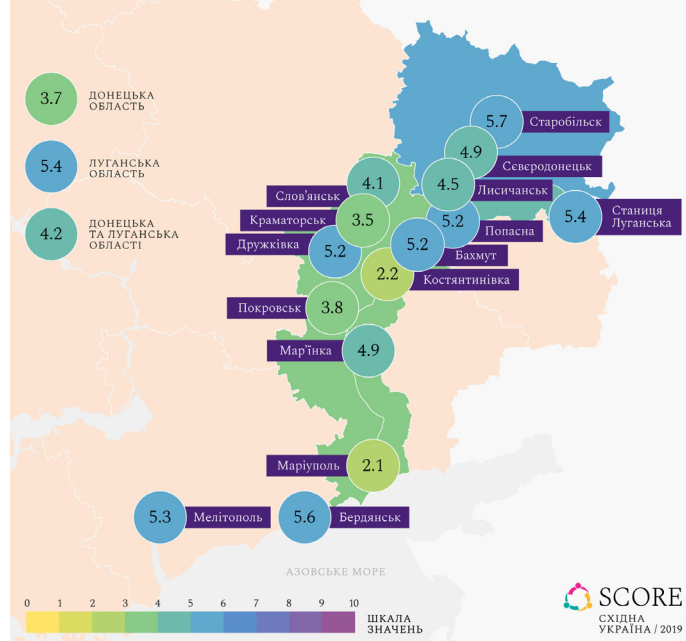 3.7
ДОНЕЦЬКА
ОБЛАСТЬ
5.4
ЛУГАНСЬКА
ОБЛАСТЬ
4.2
ДОНЕЦЬКА
ТА ЛУГАНСЬКА
ОБЛАСТІ
5.7 Старобільск
4.9 Сєвєродонецьк
Слов'янськ 4.1
4.5 Лисичанськ
Краматорськ 3.5
5.4 Станиця
Луганська
5.2 Попасна
Дружківка 5.2
5.2 Бахмут
2.2 Костянтинівка
Покровськ 3.8
Мар'їнка 4.9
Маріуполь 2.1
5.3 Мелітополь
5.6 Бердянськ
АЗОВСЬКЕ МОРЕ
0 1 2 3 4 5 6 7 8 9 10
ШКАЛА
ЗНАЧЕНЬ
SCORE
СХІДНА
УКРАЇНА / 2019